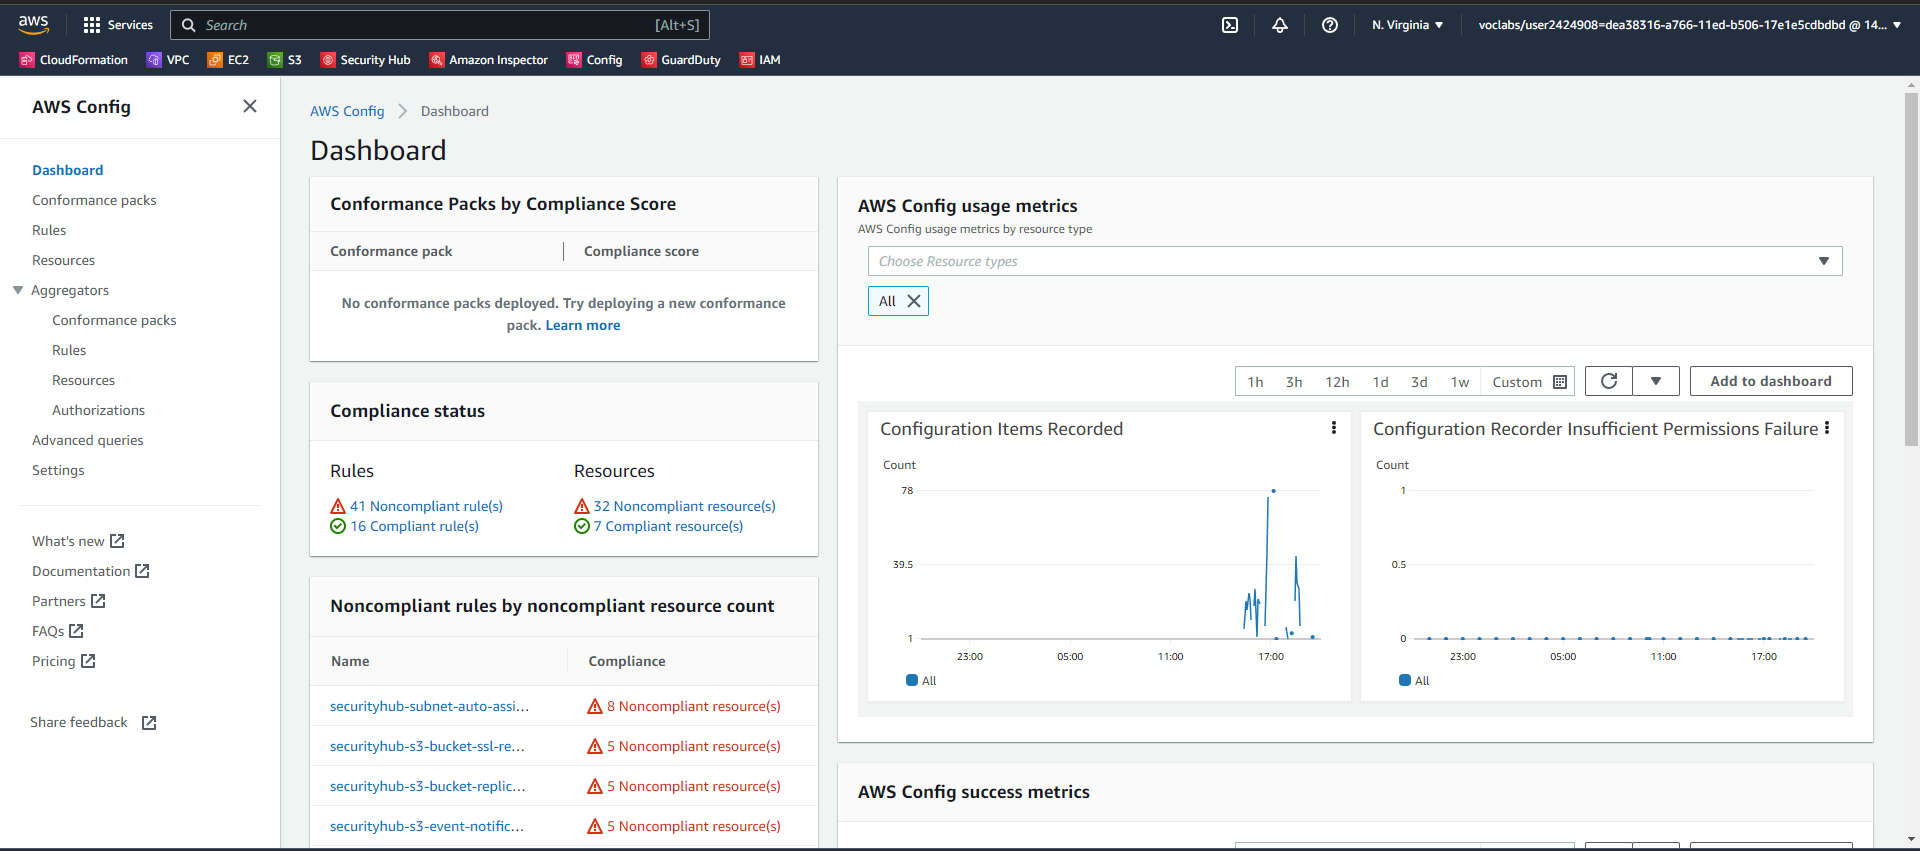 aws
Services
Search
[Alt+S]
N. Virginia
voclabs/user2424908=dea38316-a766-11ed-b506-17e1e5cdbdbd @ 14...
CloudFormation
VPC
EC2
S3
Security Hub
Amazon Inspector
Config
GuardDuty
IAM
AWS Config
Dashboard
Conformance packs
Rules
Resources
Aggregators
Conformance packs
Rules
Resources
Authorizations
Advanced queries
Settings
What's new
Documentation
Partners
FAQs
Pricing
Share feedback
AWS Config
Dashboard
Dashboard
Conformance Packs by Compliance Score
Conformance pack
Compliance score
No conformance packs deployed. Try deploying a new conformance
pack. Learn more
Compliance status
Rules
41 Noncompliant rule(s)
16 Compliant rule(s)
Resources
32 Noncompliant resource(s)
7 Compliant resource(s)
Noncompliant rules by noncompliant resource count
Name
Compliance
securityhub-subnet-auto-assi...
8 Noncompliant resource(s)
securityhub-s3-bucket-ssl-re...
5 Noncompliant resource(s)
securityhub-s3-bucket-replic...
5 Noncompliant resource(s)
securityhub-s3-event-notific...
5 Noncompliant resource(s)
AWS Config usage metrics
AWS Config usage metrics by resource type
Choose Resource types
All
1h
3h
12h
1d
3d
1w
Custom
Add to dashboard
Configuration Items Recorded
Count
78
39.5
1
23:00
05:00
11:00
17:00
All
Configuration Recorder Insufficient Permissions Failure
Count
1
0.5
0
23:00
05:00
11:00
17:00
All
AWS Config success metrics